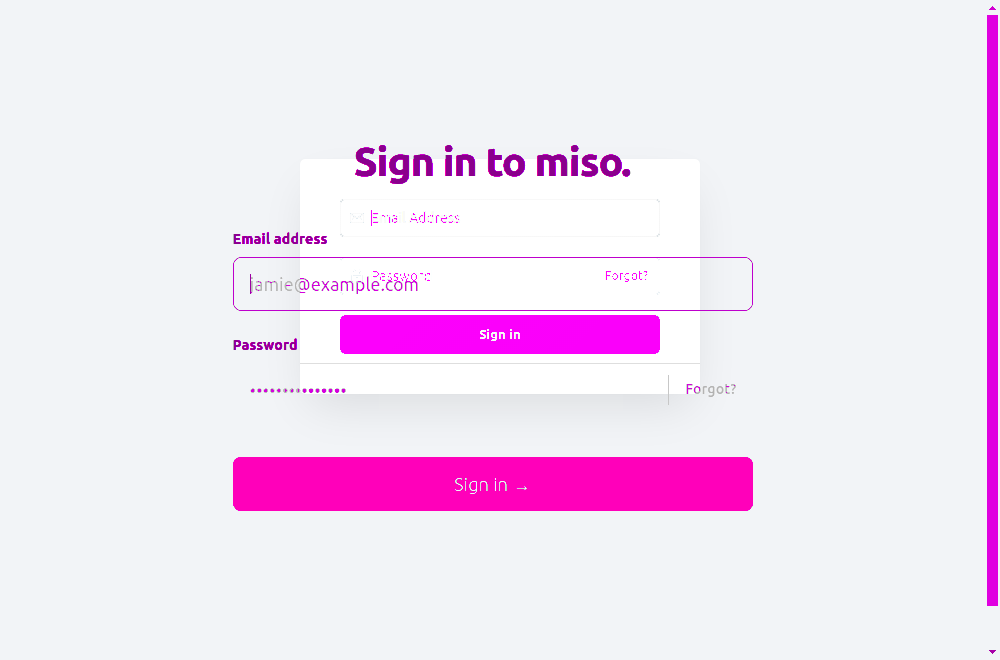 Sign in to miso.
Email Address
Email address
Password Forgot?
jamie@example.com
Sign in
Password
Forgot?
Sign in →